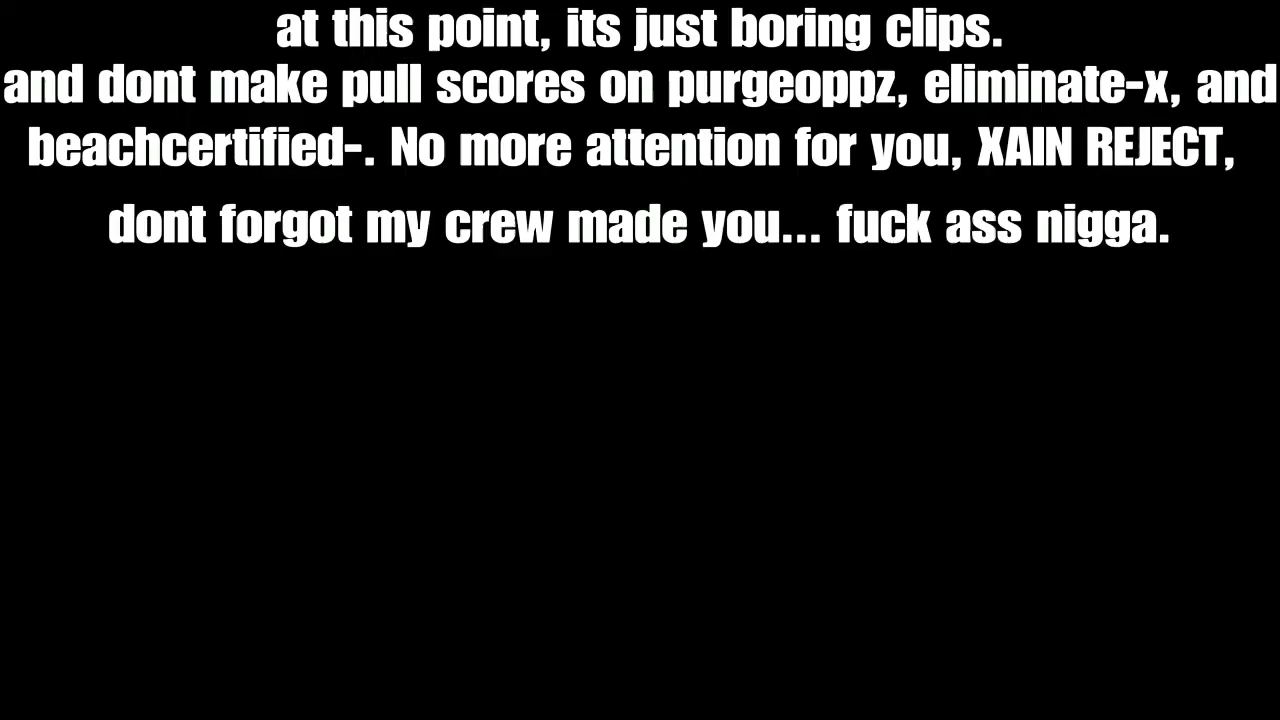 at this point, its just boring clips.
and dont make pull scores on purgeoppz, eliminate-x, and
beachcertified-. No more attention for you, XAIN REJECT,
dont forgot my crew made you... fuck ass nigga.